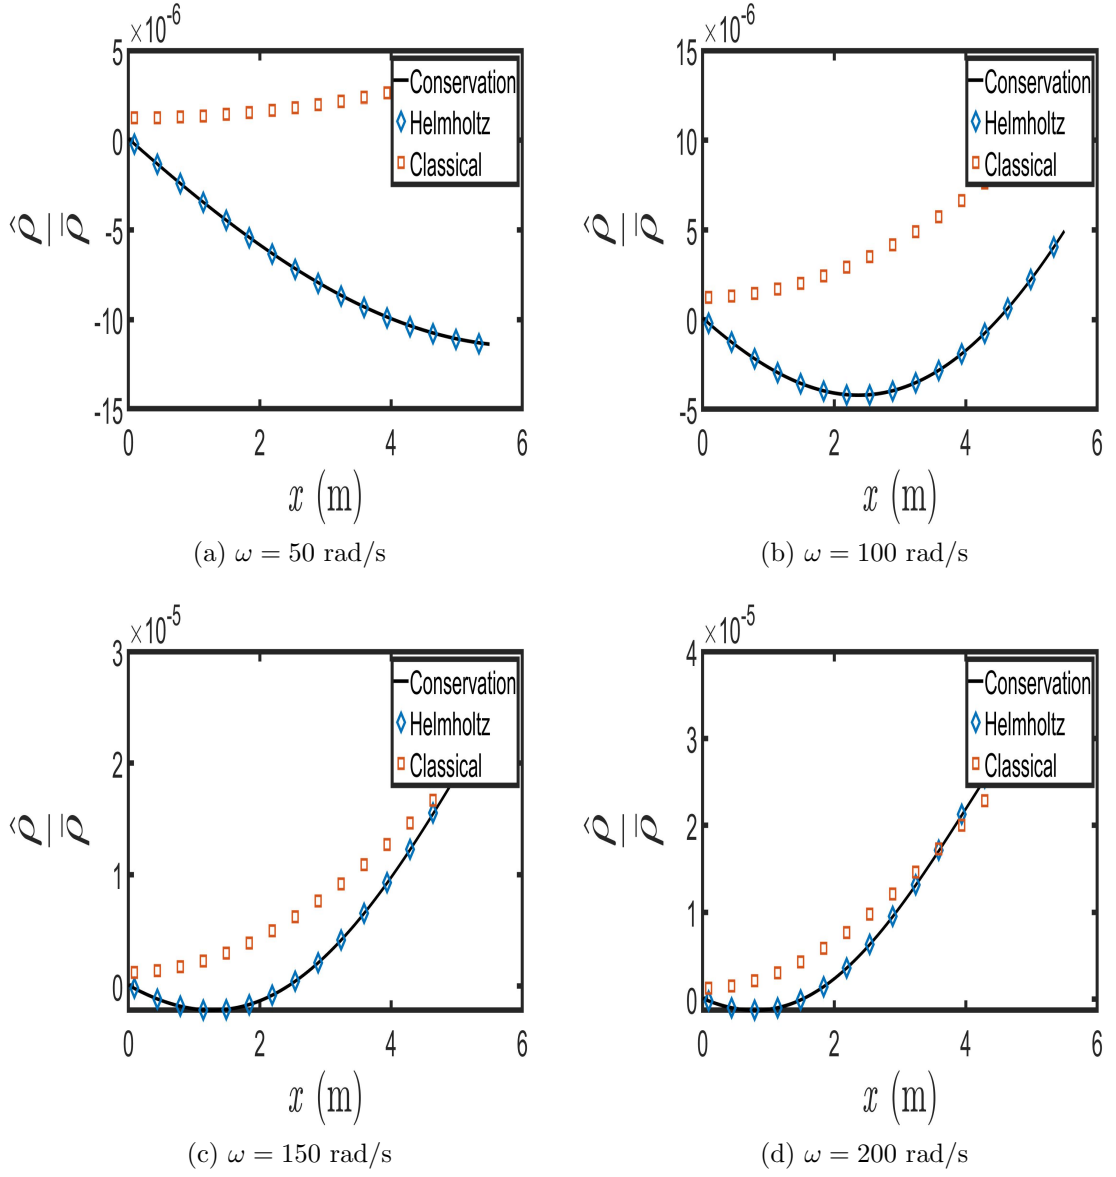 ×10⁻⁶
5
0
-5
-10
-15
0 2 4 6
ρ̂ / ρ̄
x (m)
Conservation
Helmholtz
Classical
(a) ω = 50 rad/s
×10⁻⁶
15
10
5
0
-5
0 2 4 6
ρ̂ / ρ̄
x (m)
Conservation
Helmholtz
Classical
(b) ω = 100 rad/s
×10⁻⁵
3
2
1
0
0 2 4 6
ρ̂ / ρ̄
x (m)
Conservation
Helmholtz
Classical
(c) ω = 150 rad/s
×10⁻⁵
4
3
2
1
0
0 2 4 6
ρ̂ / ρ̄
x (m)
Conservation
Helmholtz
Classical
(d) ω = 200 rad/s